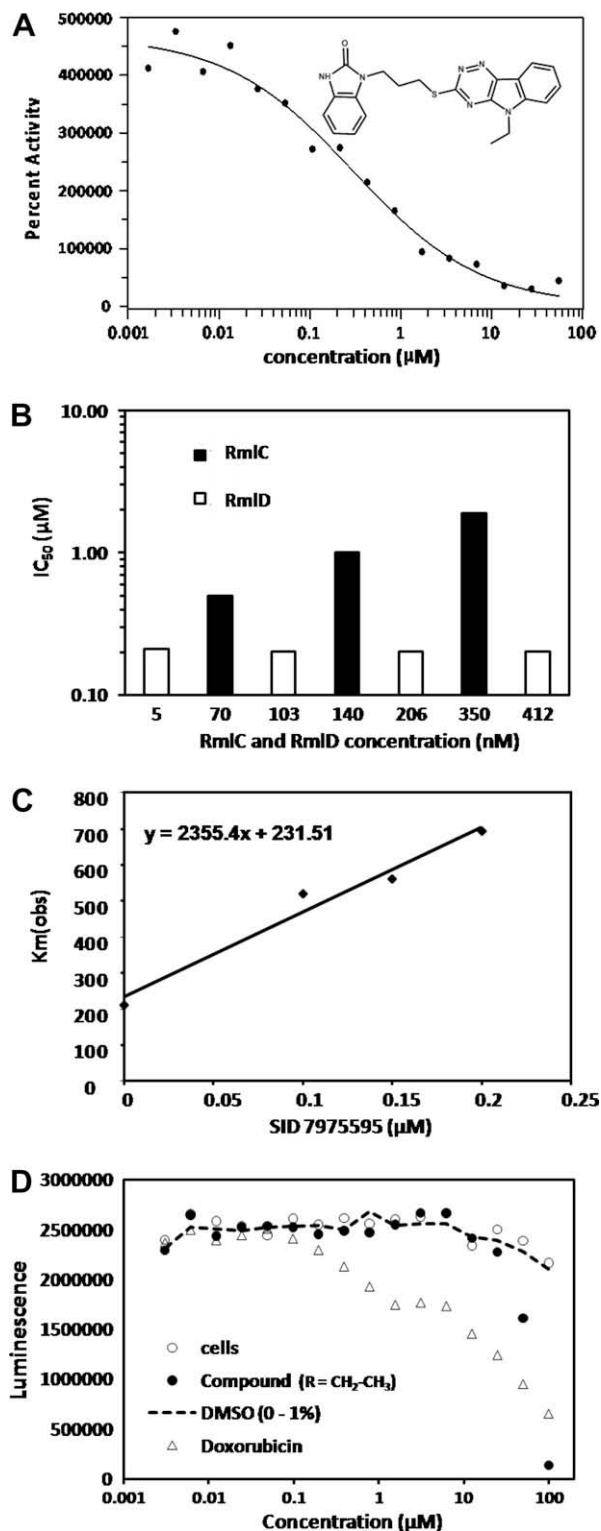 A
Percent Activity
500000
400000
300000
200000
100000
0
O
HN
N
S
N
N
N
N
0.001
0.01
0.1
1
10
100
concentration (µM)
B
IC50 (µM)
10.00
1.00
0.10
RmlC
RmlD
5
70
103
140
206
350
412
RmlC and RmlD concentration (nM)
C
Km(obs)
800
700
600
500
400
300
200
100
0
y = 2355.4x + 231.51
0
0.05
0.1
0.15
0.2
0.25
SID 7975595 (µM)
D
Luminescence
3000000
2500000
2000000
1500000
1000000
500000
0
cells
Compound (R = CH2-CH3)
DMSO (0 - 1%)
Doxorubicin
0.001
0.01
0.1
1
10
100
Concentration (µM)